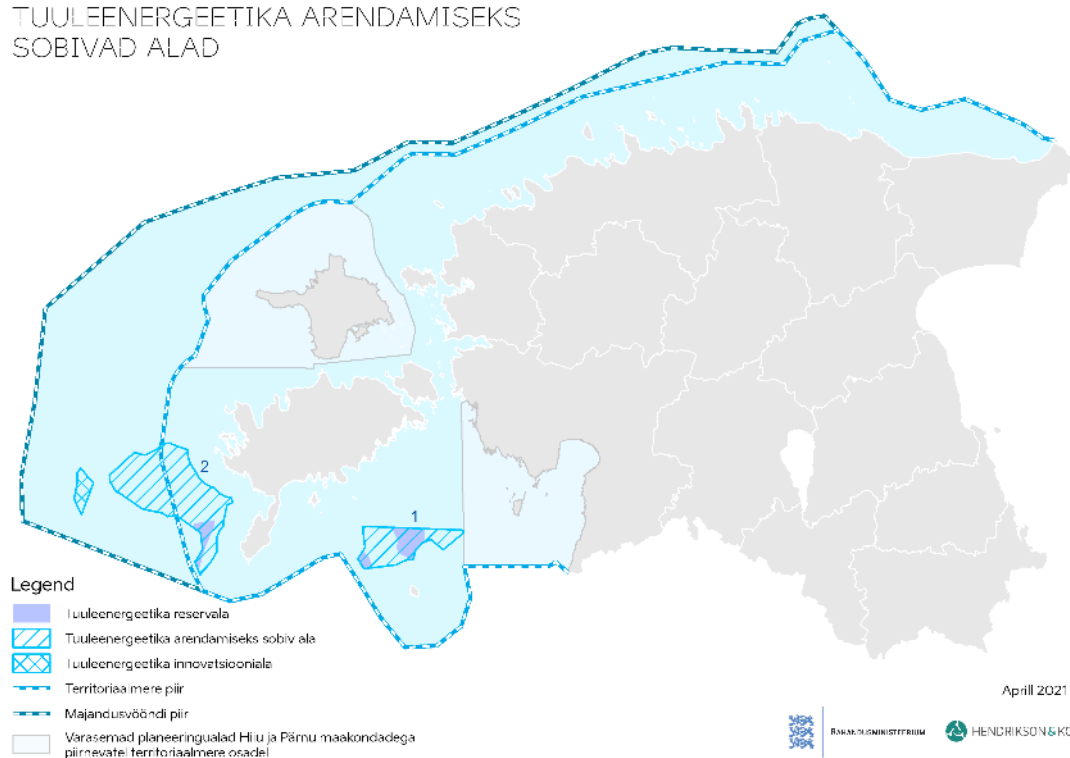 TUULEENERGEETIKA ARENDAMISEKS
SOBIVAD ALAD
2
1
Legend
Tuuleenergeetika reservala
Tuuleenergeetika arendamiseks sobiv ala
Tuuleenergeetika innovatsiooniala
Territoriaalmere piir
Majandusvööndi piir
Varasemad planeeringualad Hiiu ja Pärnu maakondadega
piirnevatel territoriaalmere osadel
Aprill 2021
RAHANDUSMINISTEERIUM
HENDRIKSON & KO